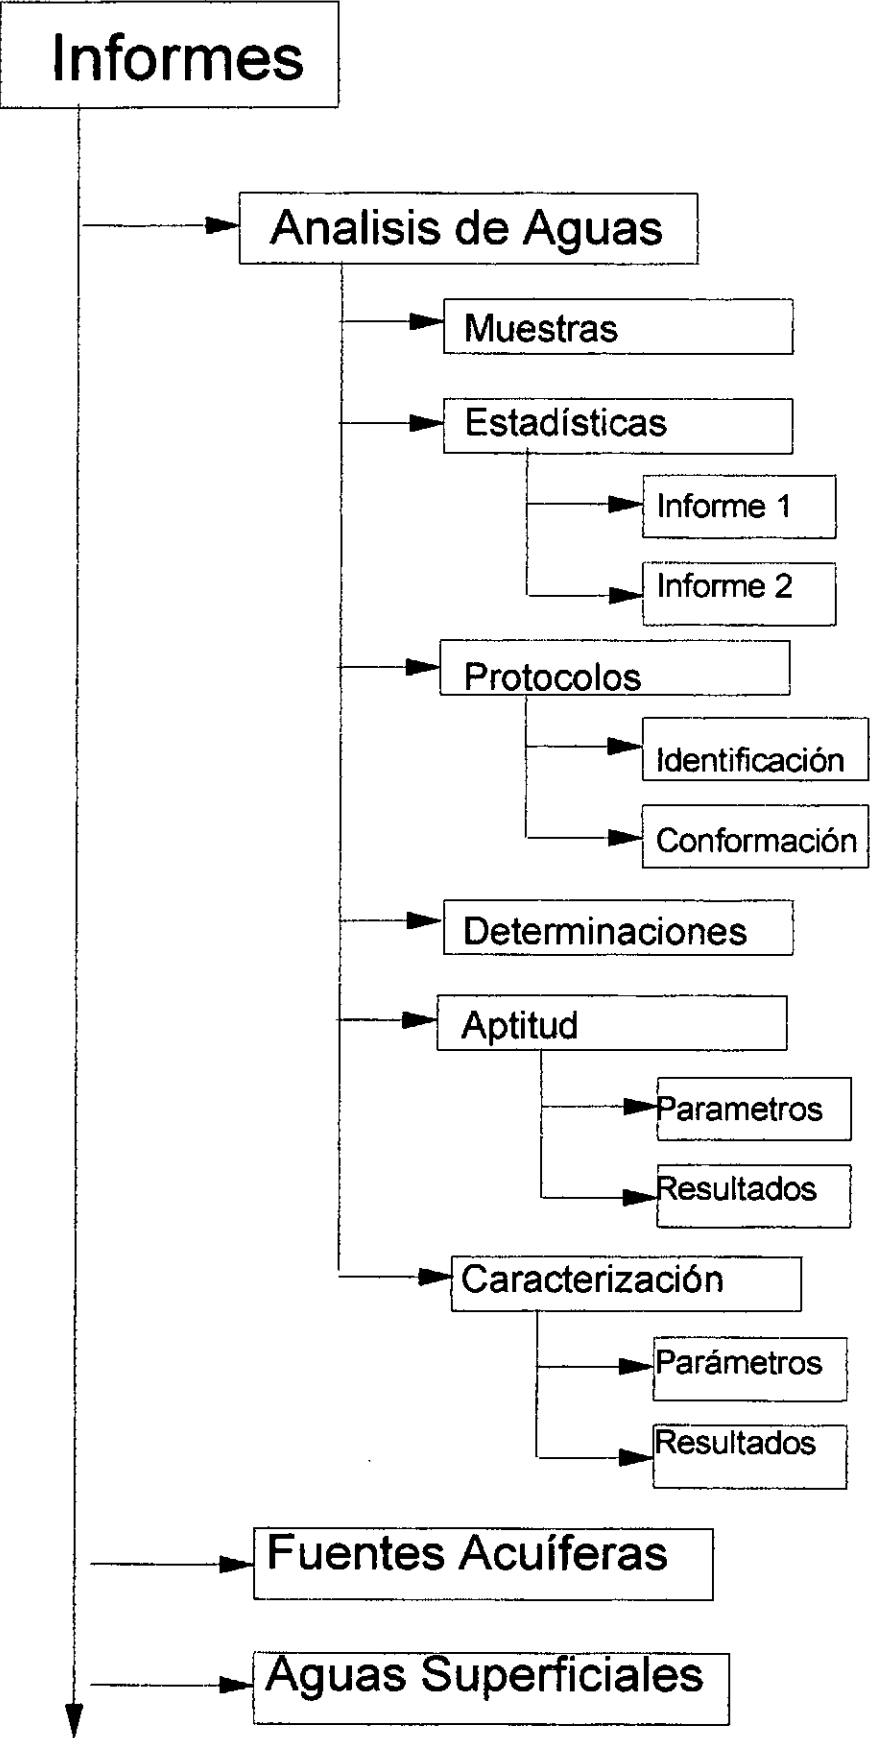 Informes
Analisis de Aguas
Muestras
Estadísticas
Informe 1
Informe 2
Protocolos
Identificación
Conformación
Determinaciones
Aptitud
Parametros
Resultados
Caracterización
Parámetros
Resultados
Fuentes Acuíferas
Aguas Superficiales